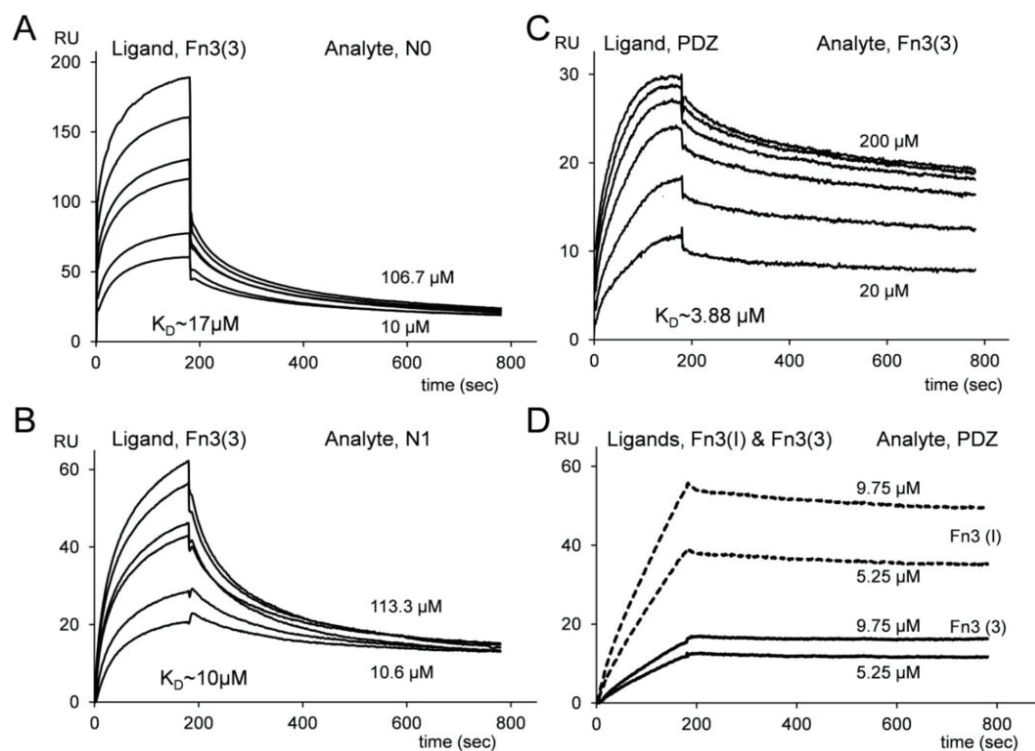 A
RU
Ligand, Fn3(3) Analyte, N0
200
150
100
50
0
106.7 µM
10 µM
K_D~17µM
0 200 400 600 800
time (sec)
B
RU
Ligand, Fn3(3) Analyte, N1
60
40
20
0
113.3 µM
10.6 µM
K_D~10µM
0 200 400 600 800
time (sec)
C
RU
Ligand, PDZ Analyte, Fn3(3)
30
20
10
0
200 µM
20 µM
K_D~3.88 µM
0 200 400 600 800
time (sec)
D
RU
Ligands, Fn3(I) & Fn3(3) Analyte, PDZ
60
40
20
0
9.75 µM
Fn3 (I)
5.25 µM
9.75 µM Fn3 (3)
5.25 µM
0 200 400 600 800
time (sec)